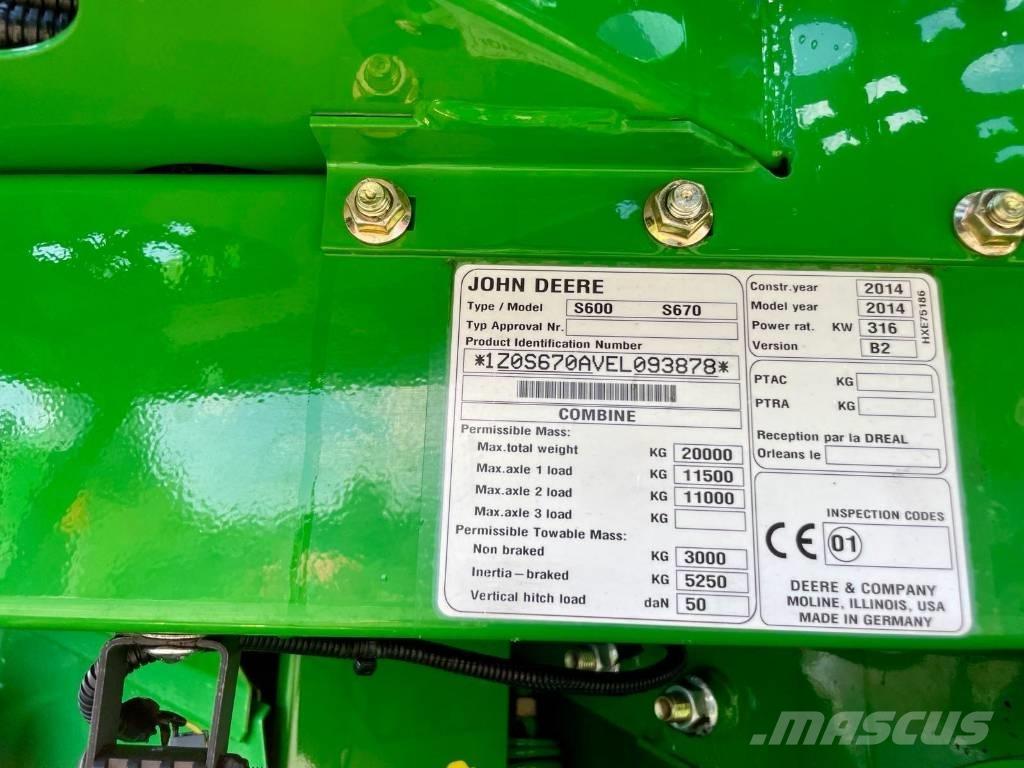 JOHN DEERE
Type / Model S600 S670
Typ Approval Nr.
Product Identification Number
*1Z0S670AVEL093878*
COMBINE
Permissible Mass:
Max.total weight KG 20000
Max.axle 1 load KG 11500
Max.axle 2 load KG 11000
Max.axle 3 load KG
Permissible Towable Mass:
Non braked KG 3000
Inertia – braked KG 5250
Vertical hitch load daN 50
Constr.year 2014
Model year 2014
Power rat. KW 316
Version B2
HXE75186
PTAC KG
PTRA KG
Reception par la DREAL
Orleans le
INSPECTION CODES
CE 01
DEERE & COMPANY
MOLINE, ILLINOIS, USA
MADE IN GERMANY
MASCUS